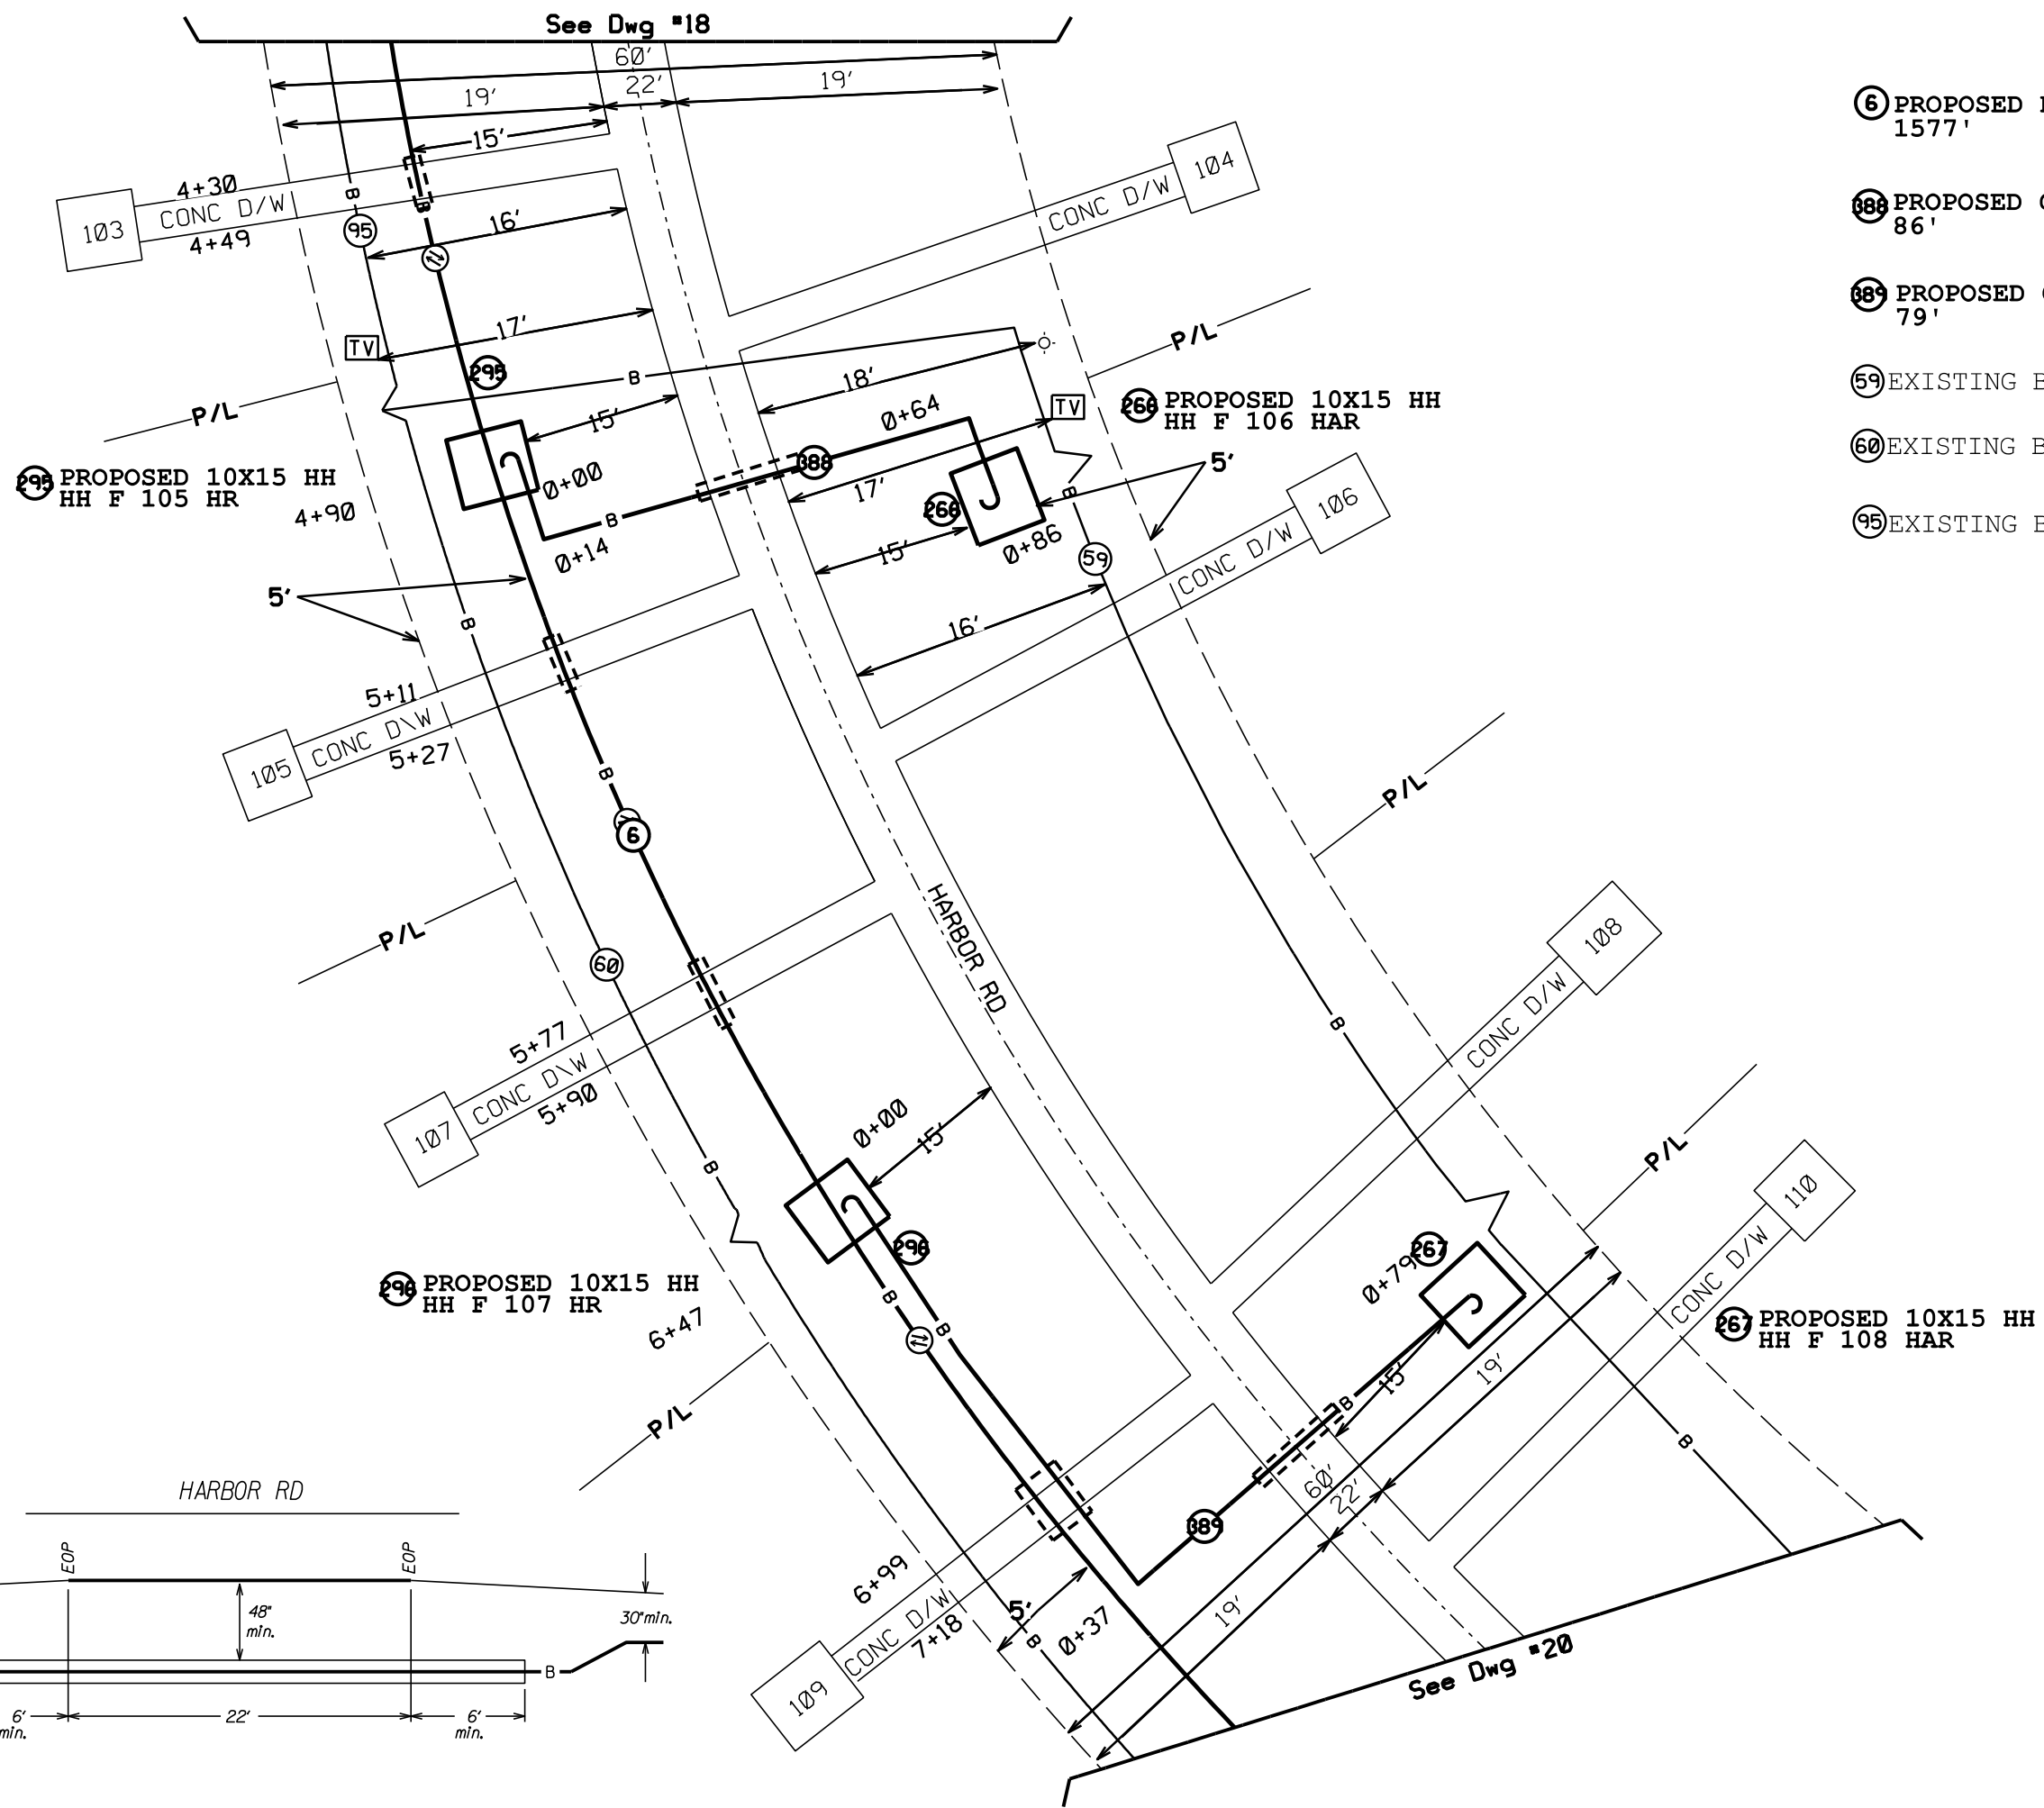 See Dwg #18
60'
19'
22'
19'
15'
103
4+30
CONC D/W
4+49
B
B
95
16'
104
CONC D/W
17'
TV
295
P/L
B
18'
P/L
15'
0+64
TV
266 PROPOSED 10X15 HH
HH F 106 HAR
295 PROPOSED 10X15 HH
HH F 105 HR
4+90
0+00
388
17'
266
5'
B
0+14
15'
0+86
B
59
106
CONC D/W
5'
B
16'
5+11
CONC D\W
5+27
105
B
6
P/L
P/L
60
HARBOR RD
108
CONC D/W
B
5+77
CONC D\W
5+90
107
0+00
15'
B
P/L
110
CONC D/W
296
296 PROPOSED 10X15 HH
HH F 107 HR
6+47
B
B
267
0+79
267 PROPOSED 10X15 HH
HH F 108 HAR
15'
19'
B
P/L
B
60'
22'
389
6+99
CONC D/W
7+18
109
5'
B
0+37
19'
See Dwg #20
HARBOR RD
EOP
EOP
48"
min.
30"min.
B
6'
min.
22'
6'
min.
6 PROPOSED
1577'
388 PROPOSED
86'
389 PROPOSED
79'
59 EXISTING B
60 EXISTING B
95 EXISTING B